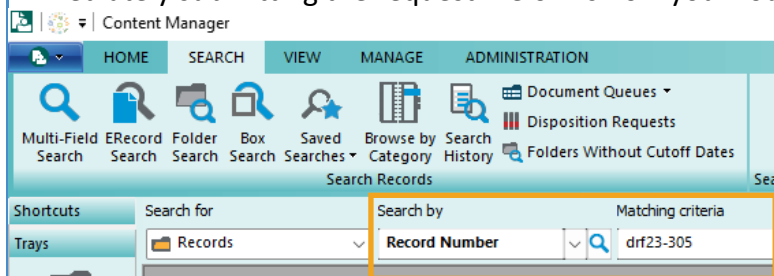 Content Manager
HOME SEARCH VIEW MANAGE ADMINISTRATION
Multi-Field Search
ERecord Search
Folder Search
Box Search
Saved Searches
Browse by Category
Search History
Document Queues
Disposition Requests
Folders Without Cutoff Dates
Search Records
Shortcuts
Search for
Search by
Matching criteria
Trays
Records
Record Number
drf23-305